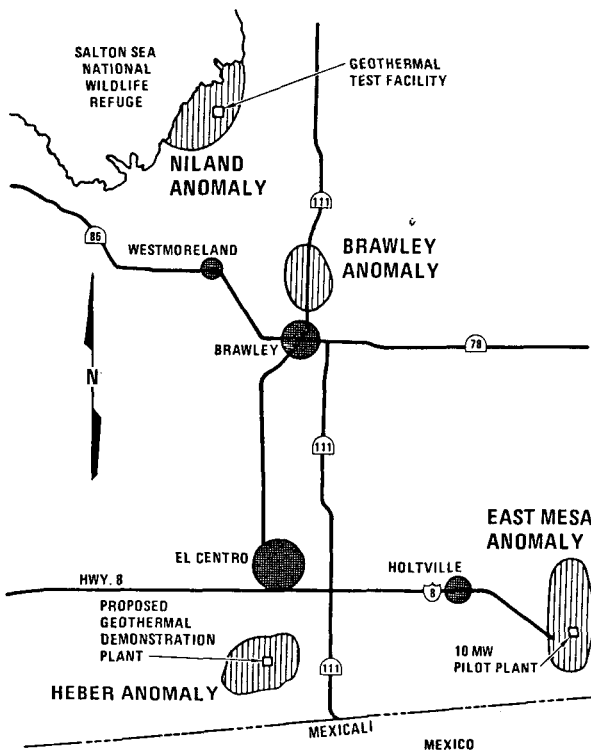 SALTON SEA
NATIONAL
WILDLIFE
REFUGE
GEOTHERMAL
TEST FACILITY
NILAND
ANOMALY
111
86
WESTMORELAND
BRAWLEY
ANOMALY
BRAWLEY
78
N
111
EAST MESA
ANOMALY
EL CENTRO
HOLTVILLE
HWY. 8
8
PROPOSED
GEOTHERMAL
DEMONSTRATION
PLANT
10 MW
PILOT PLANT
111
HEBER ANOMALY
MEXICALI
MEXICO